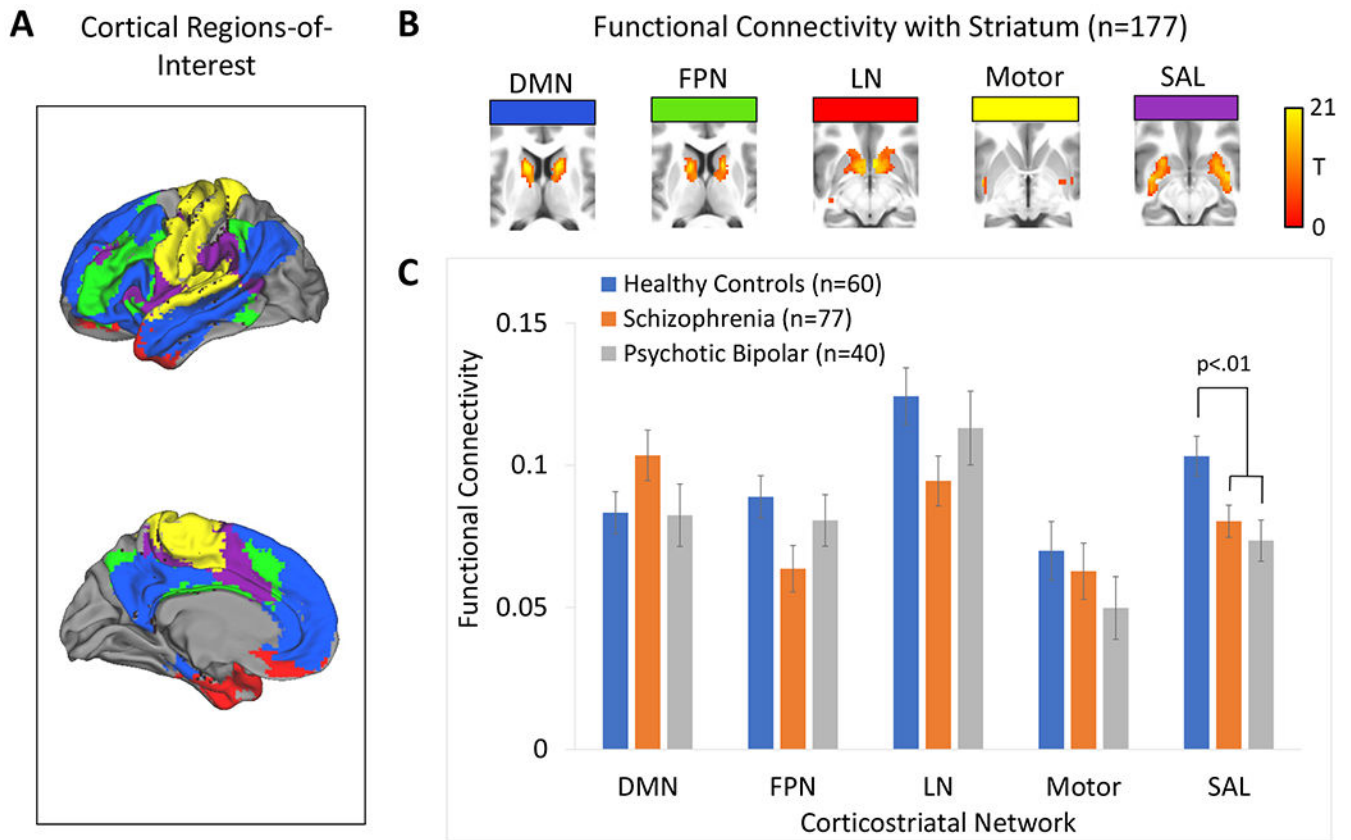 A
Cortical Regions-of-
Interest
B
Functional Connectivity with Striatum (n=177)
DMN
FPN
LN
Motor
SAL
21
T
0
C
Healthy Controls (n=60)
Schizophrenia (n=77)
Psychotic Bipolar (n=40)
p<.01
Functional Connectivity
0.15
0.1
0.05
0
DMN
FPN
LN
Motor
SAL
Corticostriatal Network